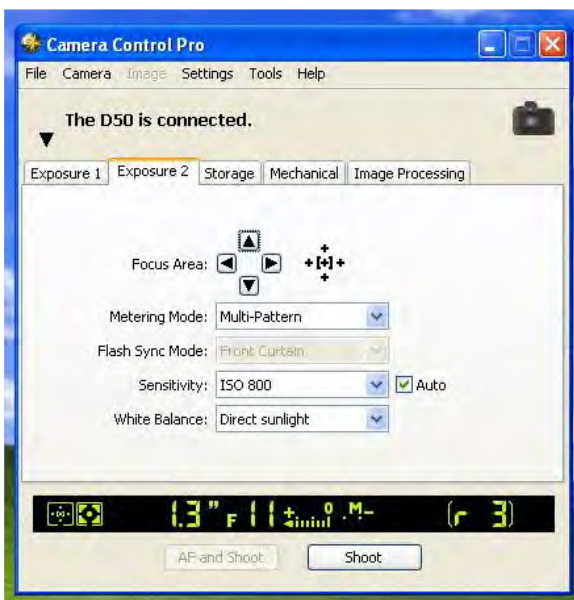 Camera Control Pro
File Camera Image Settings Tools Help
The D50 is connected.
Exposure 1 Exposure 2 Storage Mechanical Image Processing
Focus Area:
Metering Mode: Multi-Pattern
Flash Sync Mode: Front Curtain
Sensitivity: ISO 800 Auto
White Balance: Direct sunlight
1.3" F11 M (r 3)
AF and Shoot Shoot